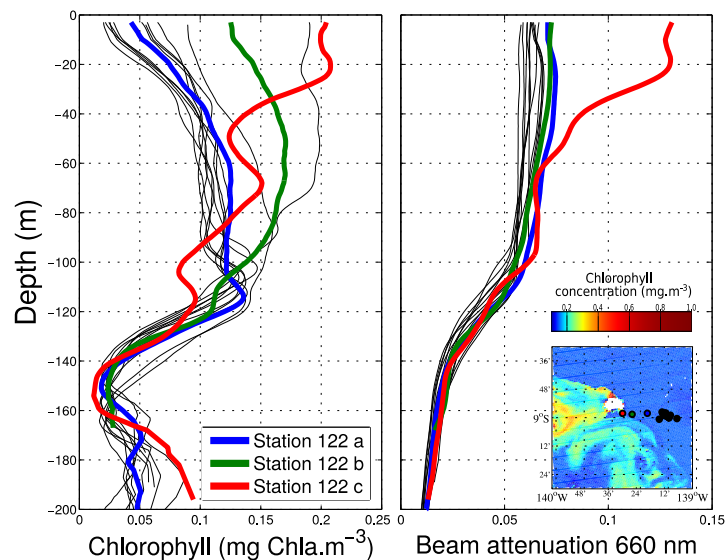 0
−20
−40
−60
−80
−100
−120
−140
−160
−180
−200
Depth (m)
0 0.05 0.1 0.15 0.2 0.25
Chlorophyll (mg Chla.m−3)
Station 122 a
Station 122 b
Station 122 c
0 0.05 0.1 0.15
Beam attenuation 660 nm
Chlorophyll
concentration (mg.m−3)
0.2 0.4 0.6 0.8 1.0
36'
48'
9°S
12'
24'
140°W 48' 36' 24' 12' 139°W